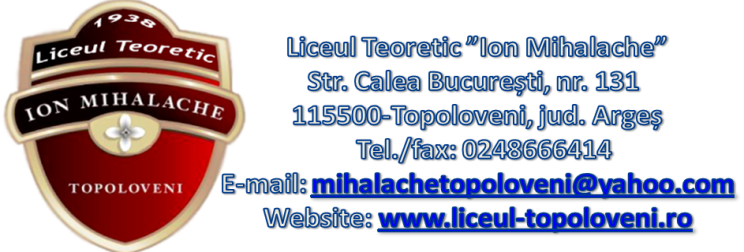 1938
Liceul Teoretic
ION MIHALACHE
TOPOLOVENI
Liceul Teoretic ”Ion Mihalache”
Str. Calea București, nr. 131
115500-Topoloveni, jud. Argeș
Tel./fax: 0248666414
E-mail: mihalachetopoloveni@yahoo.com
Website: www.liceul-topoloveni.ro